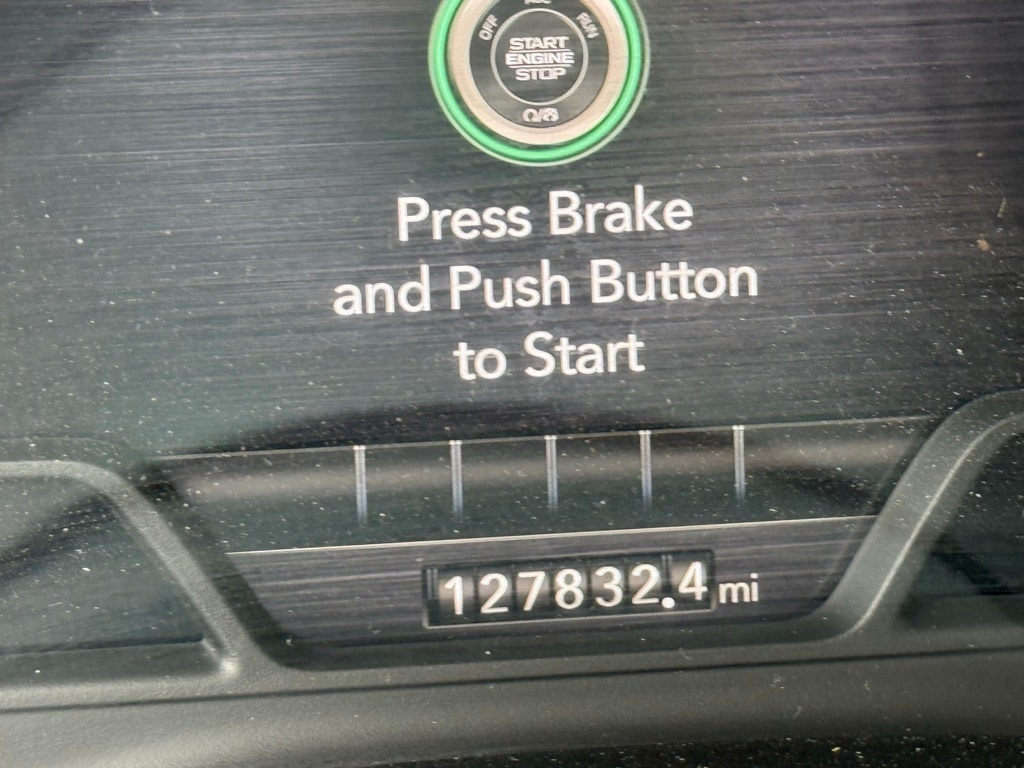 OFF
RUN
START
ENGINE
STOP
Press Brake
and Push Button
to Start
127832.4 mi